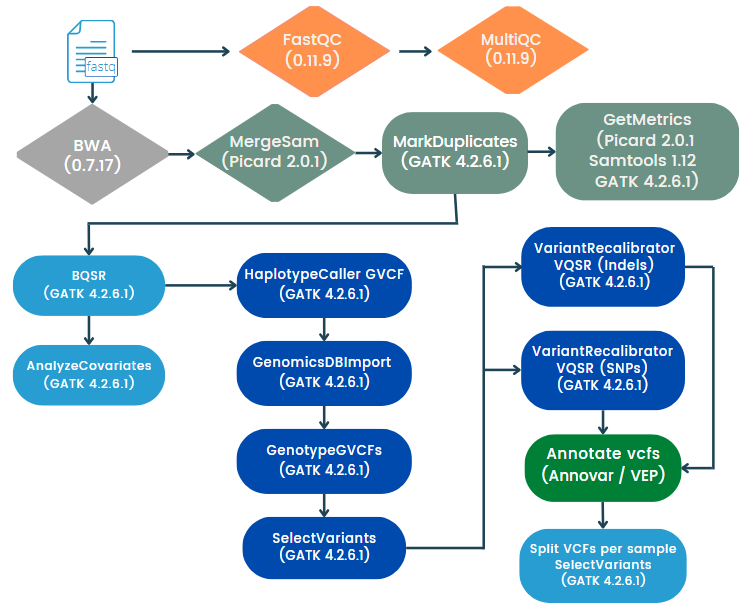 fastq
FastQC
(0.11.9)
MultiQC
(0.11.9)
BWA
(0.7.17)
MergeSam
(Picard 2.0.1)
MarkDuplicates
(GATK 4.2.6.1)
GetMetrics
(Picard 2.0.1
Samtools 1.12
GATK 4.2.6.1)
BQSR
(GATK 4.2.6.1)
AnalyzeCovariates
(GATK 4.2.6.1)
HaplotypeCaller GVCF
(GATK 4.2.6.1)
GenomicsDBImport
(GATK 4.2.6.1)
GenotypeGVCFs
(GATK 4.2.6.1)
SelectVariants
(GATK 4.2.6.1)
VariantRecalibrator
VQSR (Indels)
(GATK 4.2.6.1)
VariantRecalibrator
VQSR (SNPs)
(GATK 4.2.6.1)
Annotate vcfs
(Annovar / VEP)
Split VCFs per sample
SelectVariants
(GATK 4.2.6.1)